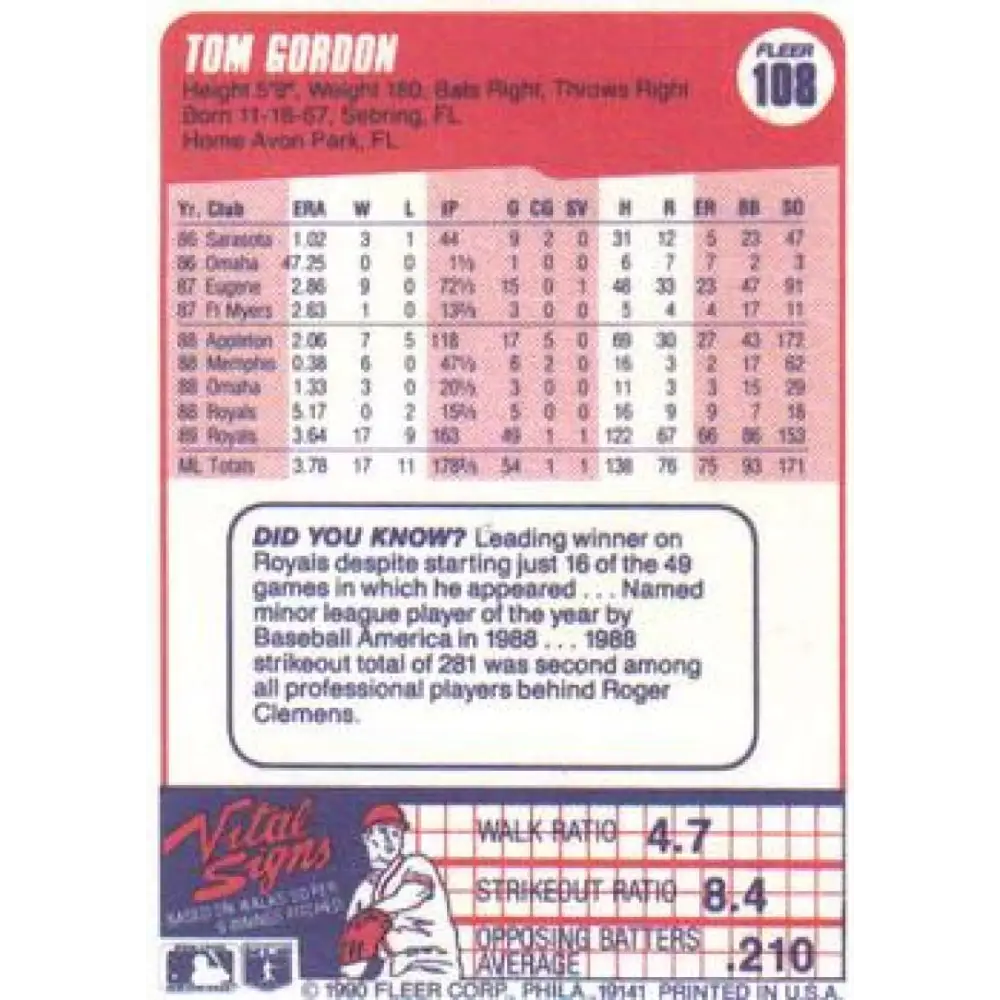 TOM GORDON
FLEER
108
Height 5'9", Weight 180, Bats Right, Throws Right
Born 11-18-67, Sebring, FL
Home Avon Park, FL
Yr. Club ERA W L IP G CG SV H R ER BB SO
86 Sarasota 1.02 3 1 44 9 2 0 31 12 5 23 47
86 Omaha 47.25 0 0 1⅓ 1 0 0 6 7 7 2 3
87 Eugene 2.86 9 0 72⅓ 15 0 1 48 33 23 47 91
87 Ft Myers 2.63 1 0 13⅔ 3 0 0 5 4 4 17 11
88 Appleton 2.06 7 5 118 17 5 0 69 30 27 43 172
88 Memphis 0.38 6 0 47⅓ 6 2 0 16 3 2 17 62
88 Omaha 1.33 3 0 20⅓ 3 0 0 11 3 3 15 29
88 Royals 5.17 0 2 15⅔ 5 0 0 16 9 9 7 18
89 Royals 3.64 17 9 163 49 1 1 122 67 66 86 153
ML Totals 3.78 17 11 178⅔ 54 1 1 138 76 75 93 171
DID YOU KNOW? Leading winner on
Royals despite starting just 16 of the 49
games in which he appeared . . . Named
minor league player of the year by
Baseball America in 1988 . . . 1988
strikeout total of 281 was second among
all professional players behind Roger
Clemens.
Vital
Signs
BASED ON WALKS/SO PER
9 INNINGS PITCHED
WALK RATIO 4.7
STRIKEOUT RATIO 8.4
OPPOSING BATTERS
AVERAGE .210
© 1990 FLEER CORP., PHILA., 19141 PRINTED IN U.S.A.